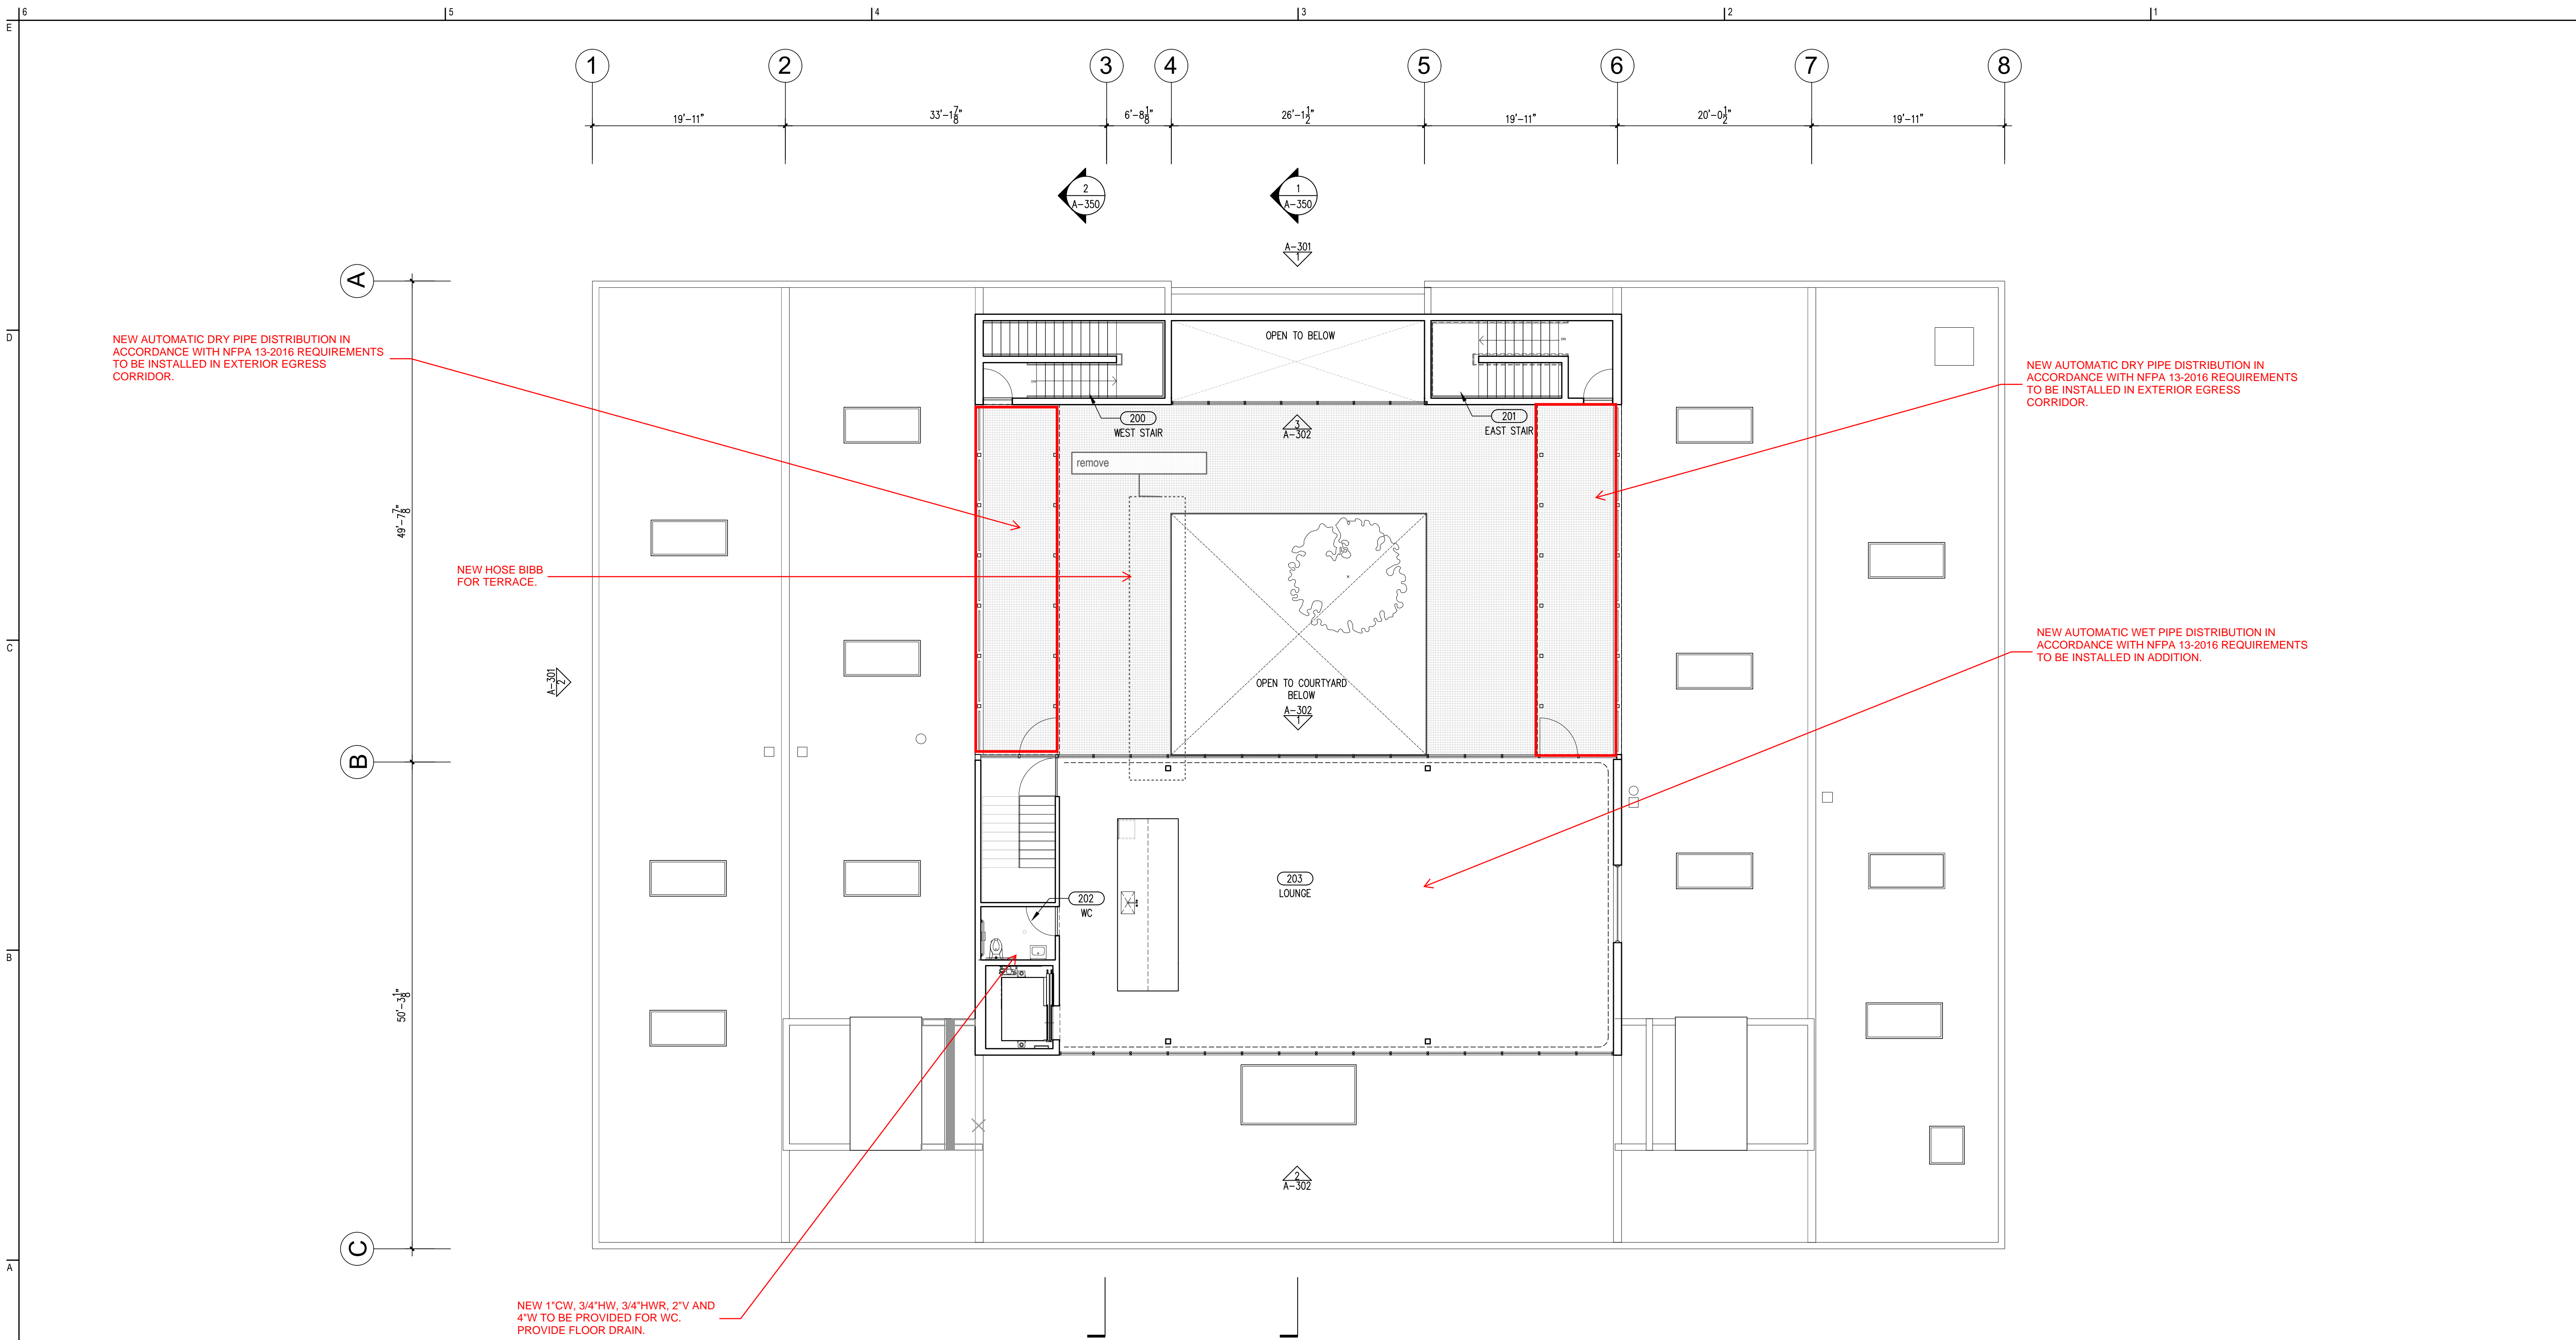 6
5
4
3
2
1
E
D
C
B
A
1
2
3
4
5
6
7
8
19'-11"
33'-1 7/8"
6'-8 1/8"
26'-1 1/2"
19'-11"
20'-0 1/2"
19'-11"
2
A-350
1
A-350
A-301
1
A
B
C
49'-7 7/8"
50'-3 1/8"
NEW AUTOMATIC DRY PIPE DISTRIBUTION IN
ACCORDANCE WITH NFPA 13-2016 REQUIREMENTS
TO BE INSTALLED IN EXTERIOR EGRESS
CORRIDOR.
OPEN TO BELOW
NEW AUTOMATIC DRY PIPE DISTRIBUTION IN
ACCORDANCE WITH NFPA 13-2016 REQUIREMENTS
TO BE INSTALLED IN EXTERIOR EGRESS
CORRIDOR.
200
WEST STAIR
3
A-302
201
EAST STAIR
remove
NEW HOSE BIBB
FOR TERRACE.
A-301
2
OPEN TO COURTYARD
BELOW
A-302
1
NEW AUTOMATIC WET PIPE DISTRIBUTION IN
ACCORDANCE WITH NFPA 13-2016 REQUIREMENTS
TO BE INSTALLED IN ADDITION.
203
LOUNGE
202
WC
2
A-302
NEW 1"CW, 3/4"HW, 3/4"HWR, 2"V AND
4"W TO BE PROVIDED FOR WC.
PROVIDE FLOOR DRAIN.